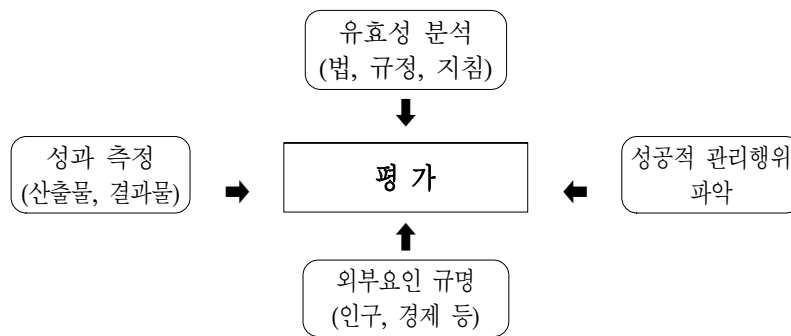 유효성 분석
(법, 규정, 지침)
성과 측정
(산출물, 결과물)
평 가
성공적 관리행위
파악
외부요인 규명
(인구, 경제 등)